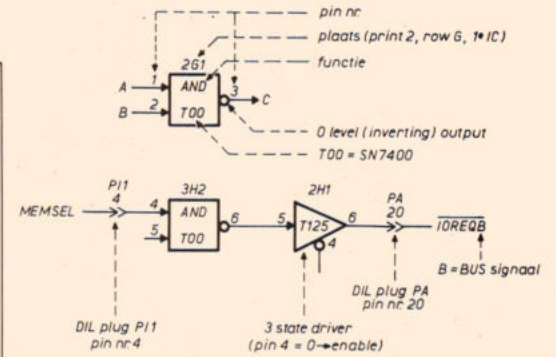 pin nr.
plaats (print 2, row G, 1e IC)
2G1
functie
A 1 AND 3 C
B 2 T00
0 level (inverting) output
T00 = SN7400
PI1 3H2 2H1 PA
4 20
MEMSEL 4 AND 6 5 T125 6 IOREQB
5 T00 4
B = BUS signaal
DIL plug PA
pin nr. 20
DIL plug PI1
pin nr. 4
3 state driver
(pin 4 = 0→enable)